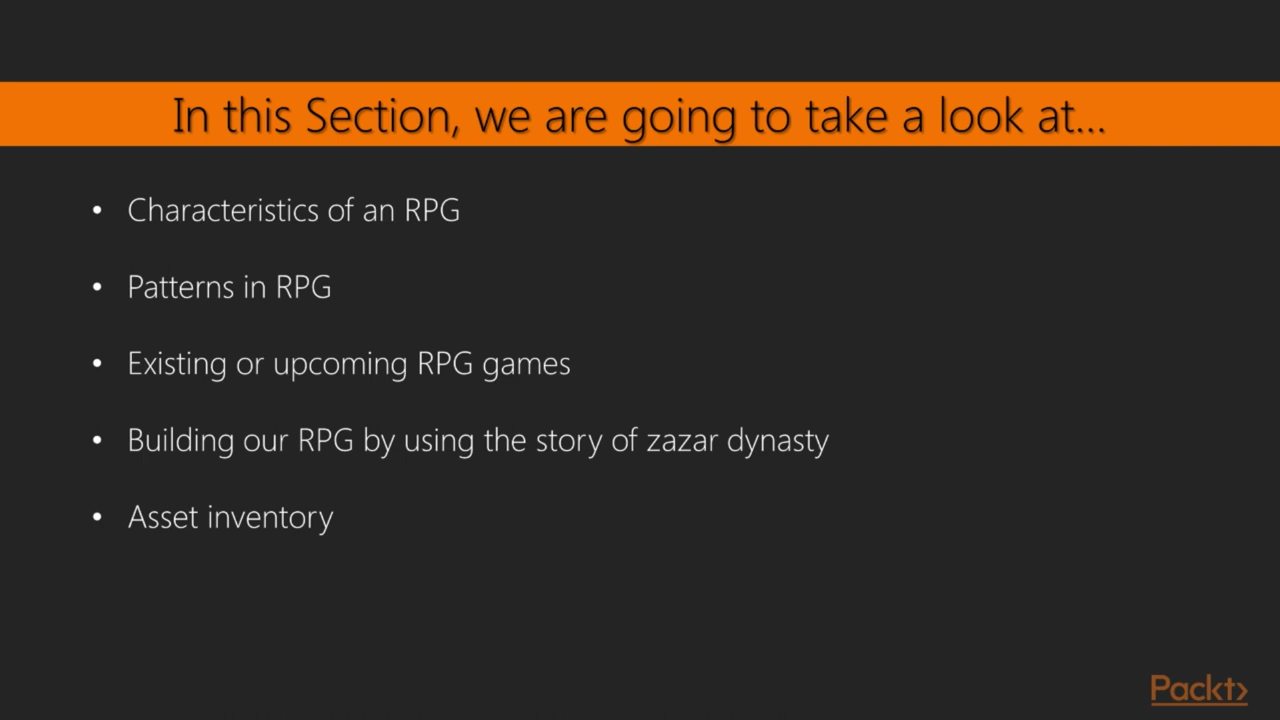 In this Section, we are going to take a look at...
• Characteristics of an RPG
• Patterns in RPG
• Existing or upcoming RPG games
• Building our RPG by using the story of zazar dynasty
• Asset inventory
Packt>